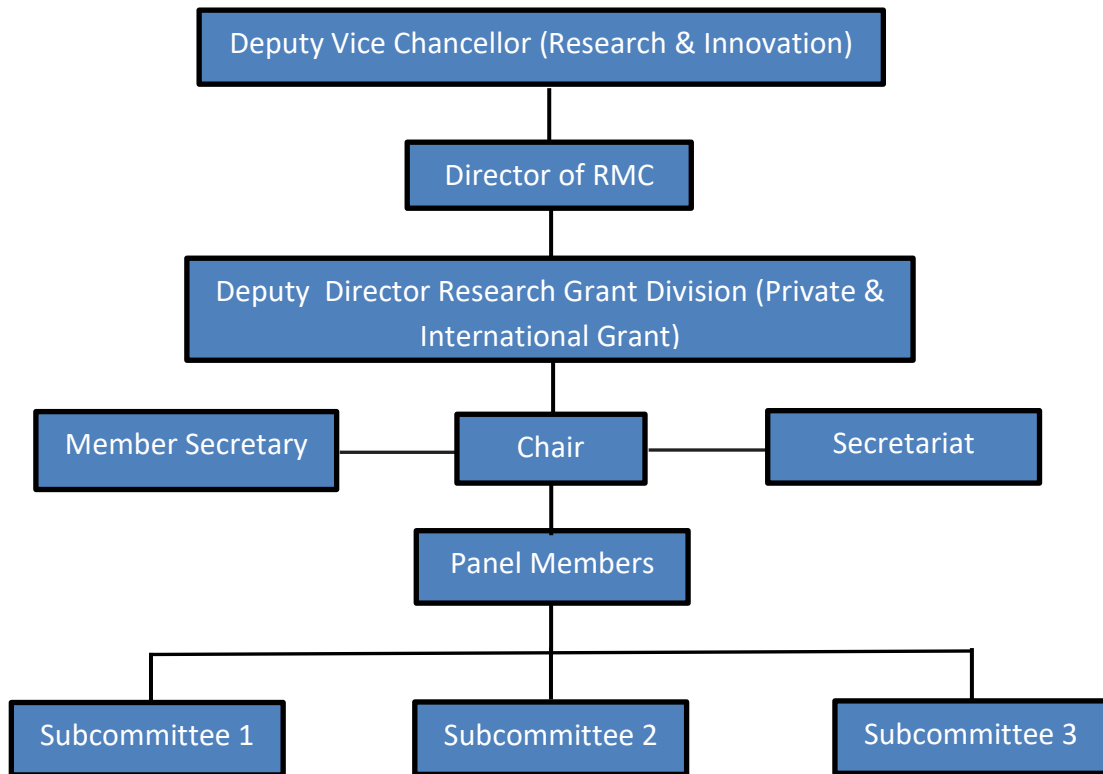 Deputy Vice Chancellor (Research & Innovation)
Director of RMC
Deputy  Director Research Grant Division (Private &
International Grant)
Member Secretary
Chair
Secretariat
Panel Members
Subcommittee 1
Subcommittee 2
Subcommittee 3